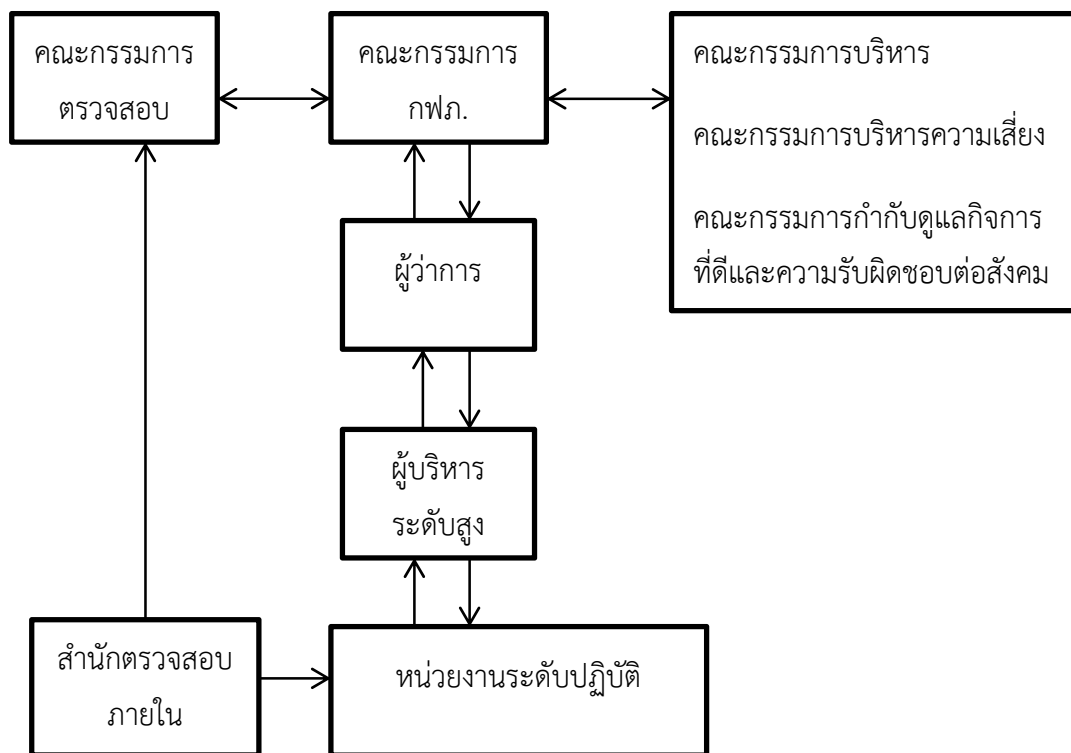 คณะกรรมการ
ตรวจสอบ
คณะกรรมการ
กฟภ.
คณะกรรมการบริหาร
คณะกรรมการบริหารความเสี่ยง
คณะกรรมการกำกับดูแลกิจการ
ที่ดีและความรับผิดชอบต่อสังคม
ผู้ว่าการ
ผู้บริหาร
ระดับสูง
สำนักตรวจสอบ
ภายใน
หน่วยงานระดับปฏิบัติ